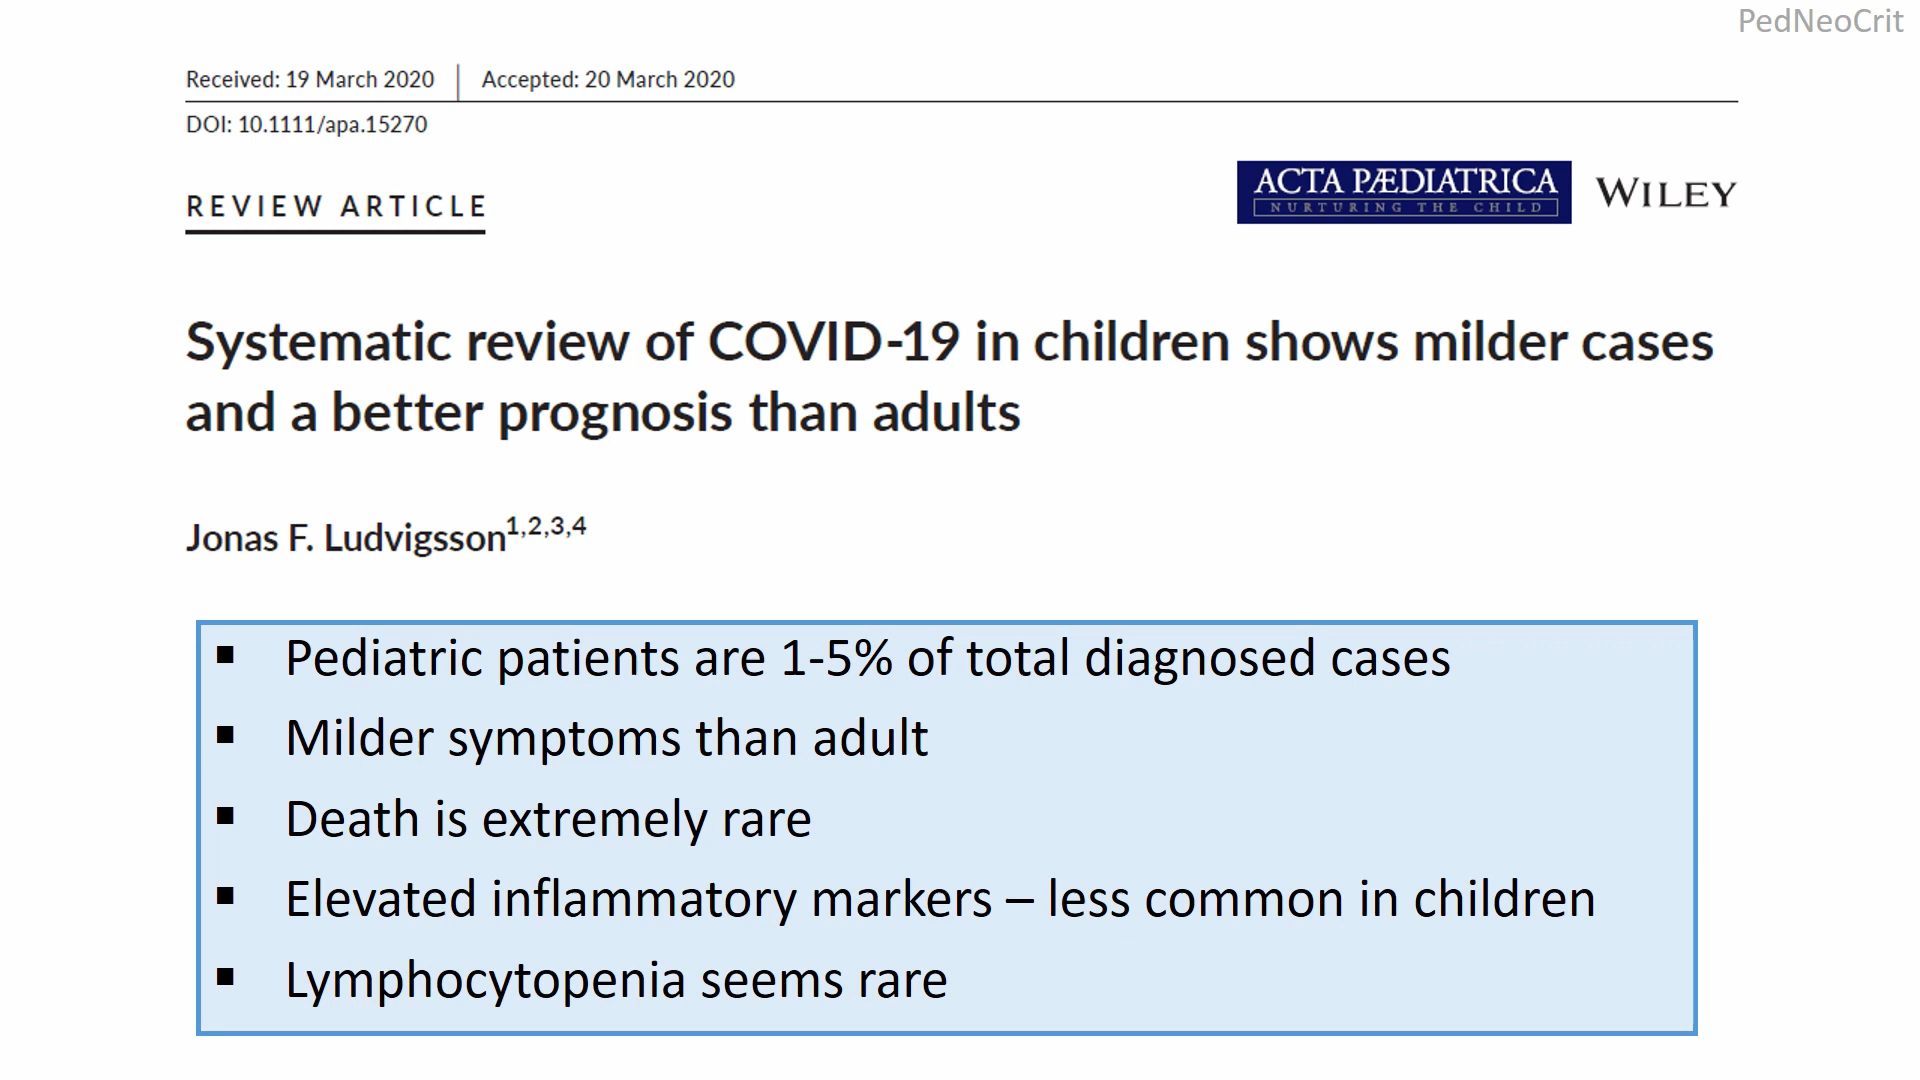 PedNeoCrit
Received: 19 March 2020 | Accepted: 20 March 2020
DOI: 10.1111/apa.15270
REVIEW ARTICLE
ACTA PÆDIATRICA
NURTURING THE CHILD
WILEY
Systematic review of COVID-19 in children shows milder cases
and a better prognosis than adults
Jonas F. Ludvigsson1,2,3,4
▪ Pediatric patients are 1-5% of total diagnosed cases
▪ Milder symptoms than adult
▪ Death is extremely rare
▪ Elevated inflammatory markers – less common in children
▪ Lymphocytopenia seems rare